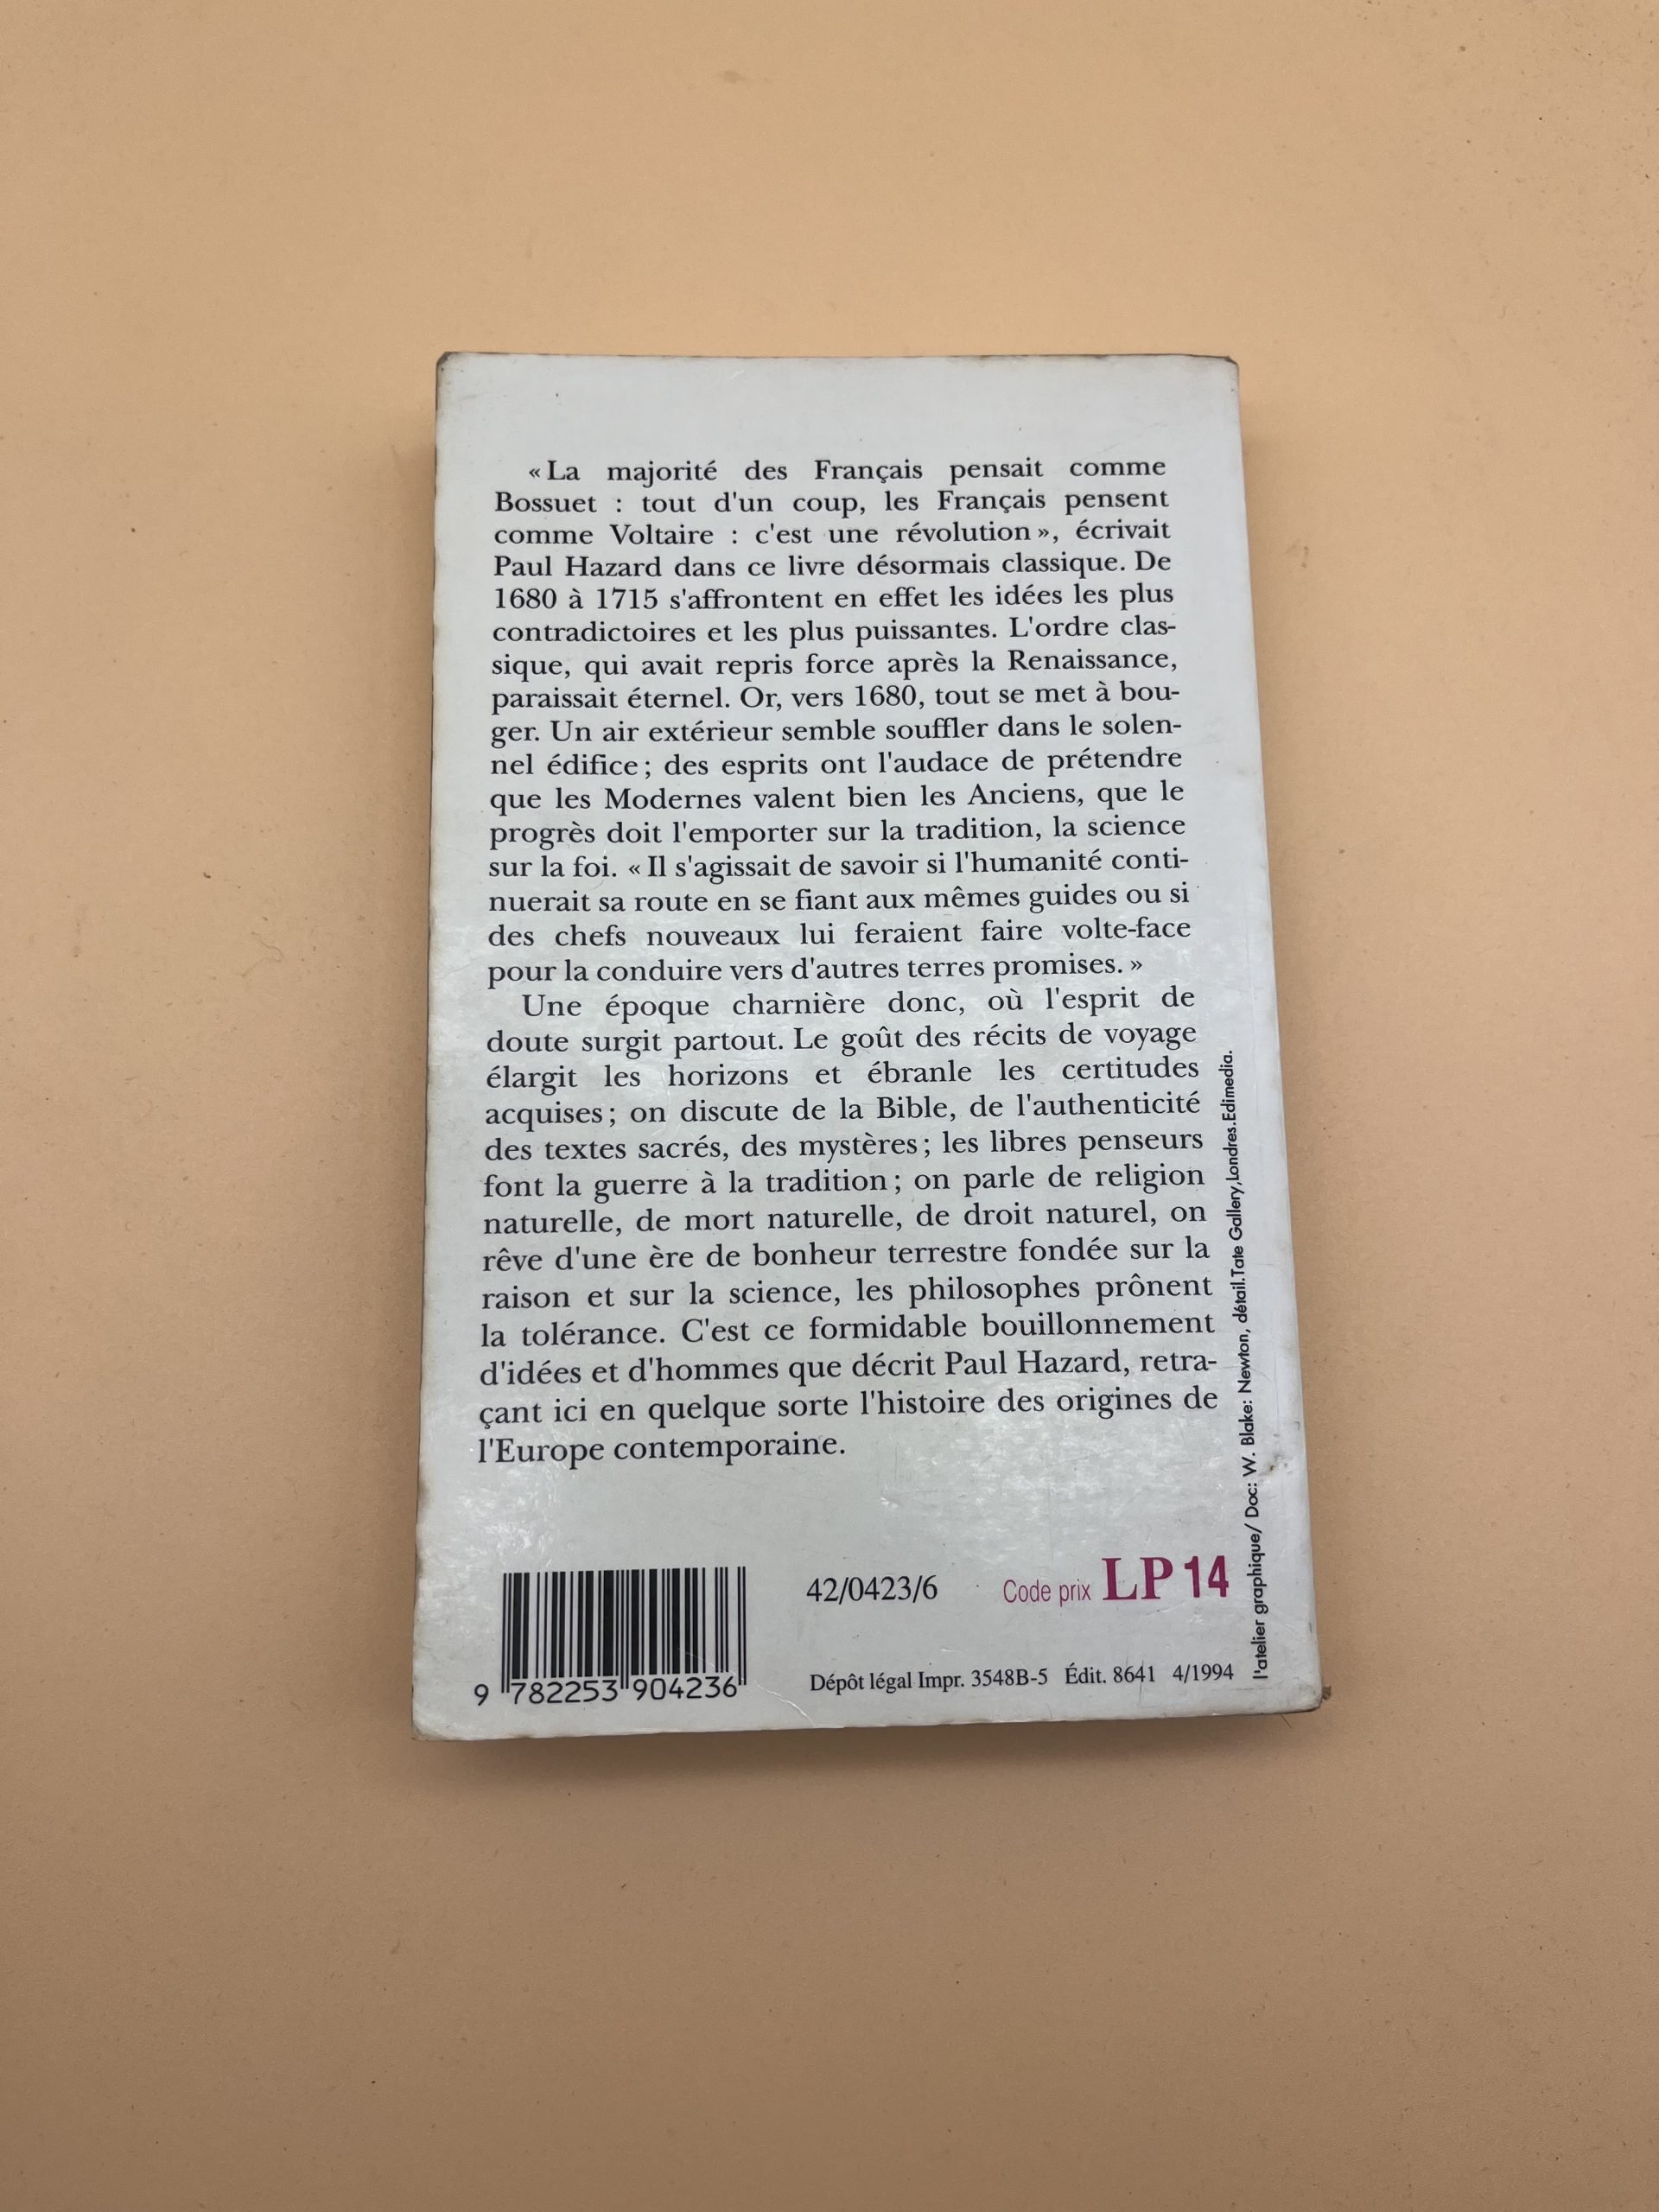 «La majorité des Français pensait comme
Bossuet : tout d'un coup, les Français pensent
comme Voltaire : c'est une révolution», écrivait
Paul Hazard dans ce livre désormais classique. De
1680 à 1715 s'affrontent en effet les idées les plus
contradictoires et les plus puissantes. L'ordre clas-
sique, qui avait repris force après la Renaissance,
paraissait éternel. Or, vers 1680, tout se met à bou-
ger. Un air extérieur semble souffler dans le solen-
nel édifice; des esprits ont l'audace de prétendre
que les Modernes valent bien les Anciens, que le
progrès doit l'emporter sur la tradition, la science
sur la foi. « Il s'agissait de savoir si l'humanité conti-
nuerait sa route en se fiant aux mêmes guides ou si
des chefs nouveaux lui feraient faire volte-face
pour la conduire vers d'autres terres promises. »
Une époque charnière donc, où l'esprit de
doute surgit partout. Le goût des récits de voyage
élargit les horizons et ébranle les certitudes
acquises; on discute de la Bible, de l'authenticité
des textes sacrés, des mystères; les libres penseurs
font la guerre à la tradition; on parle de religion
naturelle, de mort naturelle, de droit naturel, on
rêve d'une ère de bonheur terrestre fondée sur la
raison et sur la science, les philosophes prônent
la tolérance. C'est ce formidable bouillonnement
d'idées et d'hommes que décrit Paul Hazard, retra-
çant ici en quelque sorte l'histoire des origines de
l'Europe contemporaine.
l'atelier graphique/ Doc: W. Blake: Newton, détail.Tate Gallery,Londres.Edimedia.
42/0423/6
Code prix LP 14
9 782253 904236
Dépôt légal Impr. 3548B-5 Édit. 8641 4/1994